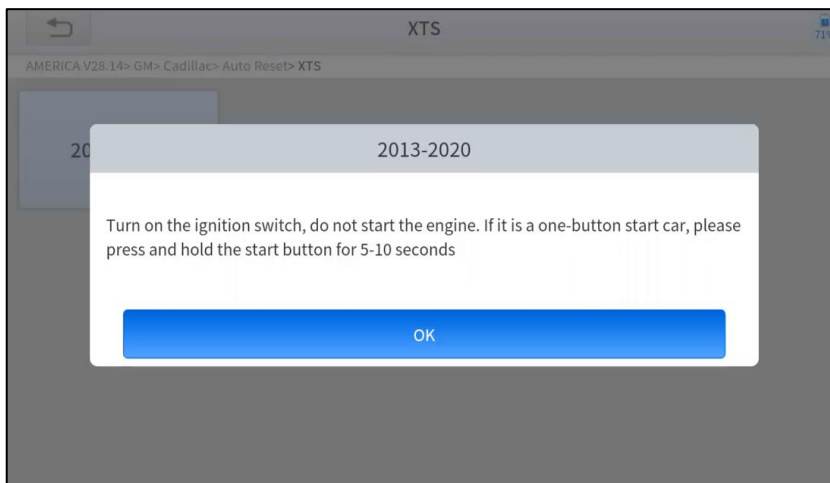 XTS
71%
AMERICA V28.14> GM> Cadillac> Auto Reset> XTS
20
2013-2020
Turn on the ignition switch, do not start the engine. If it is a one-button start car, please
press and hold the start button for 5-10 seconds
OK